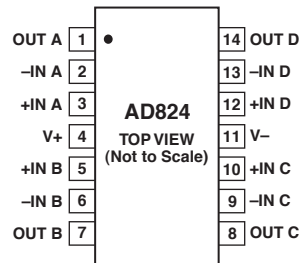 OUT A 1 14 OUT D
–IN A 2 13 –IN D
+IN A 3 12 +IN D
AD824
V+ 4 11 V–
TOP VIEW
(Not to Scale)
+IN B 5 10 +IN C
–IN B 6 9 –IN C
OUT B 7 8 OUT C